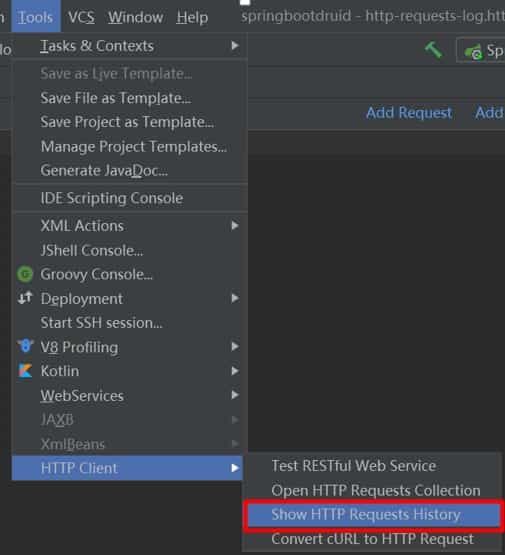 Tools VCS Window Help springbootdruid - http-requests-log.htt
Tasks & Contexts
Save as Live Template...
Save File as Template...
Save Project as Template...
Manage Project Templates...
Generate JavaDoc...
Add Request Add
IDE Scripting Console
XML Actions
JShell Console...
Groovy Console...
Deployment
Start SSH session...
V8 Profiling
Kotlin
WebServices
JAXB
XmlBeans
HTTP Client
Test RESTful Web Service
Open HTTP Requests Collection
Show HTTP Requests History
Convert cURL to HTTP Request